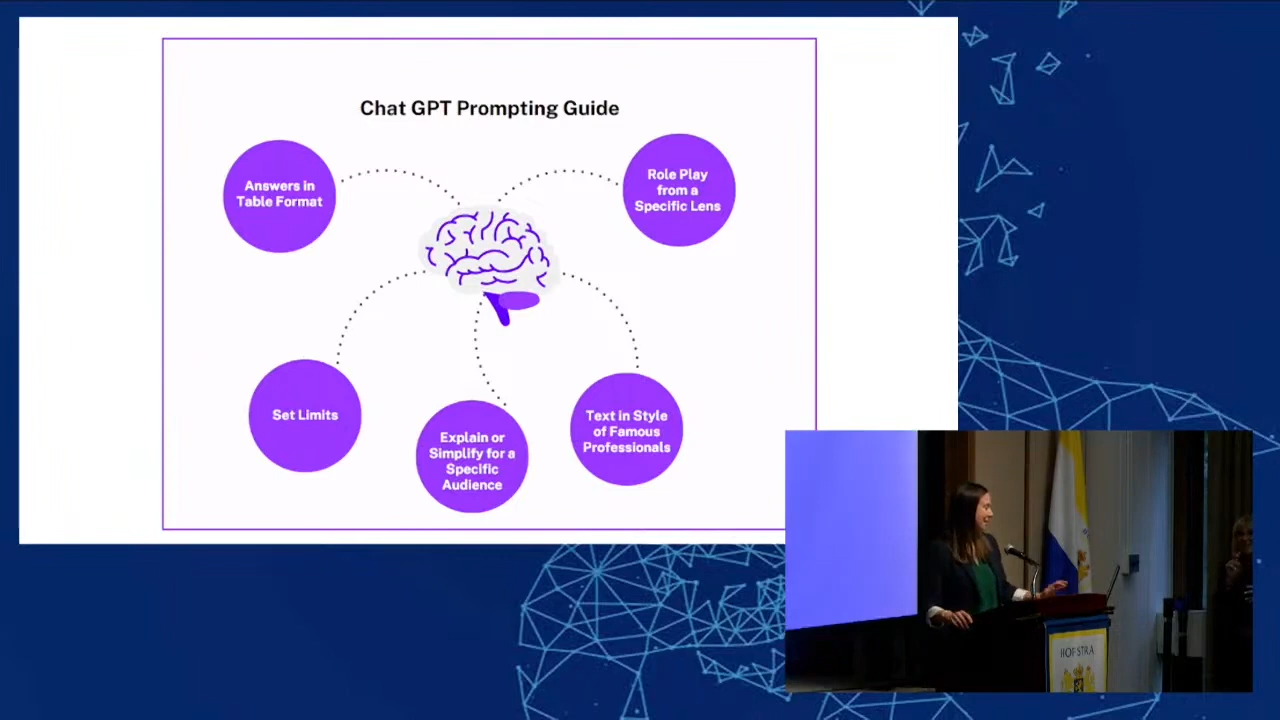 Chat GPT Prompting Guide
Answers in
Table Format
Role Play
from a
Specific Lens
Set Limits
Explain or
Simplify for a
Specific
Audience
Text in Style
of Famous
Professionals
HOFSTRA